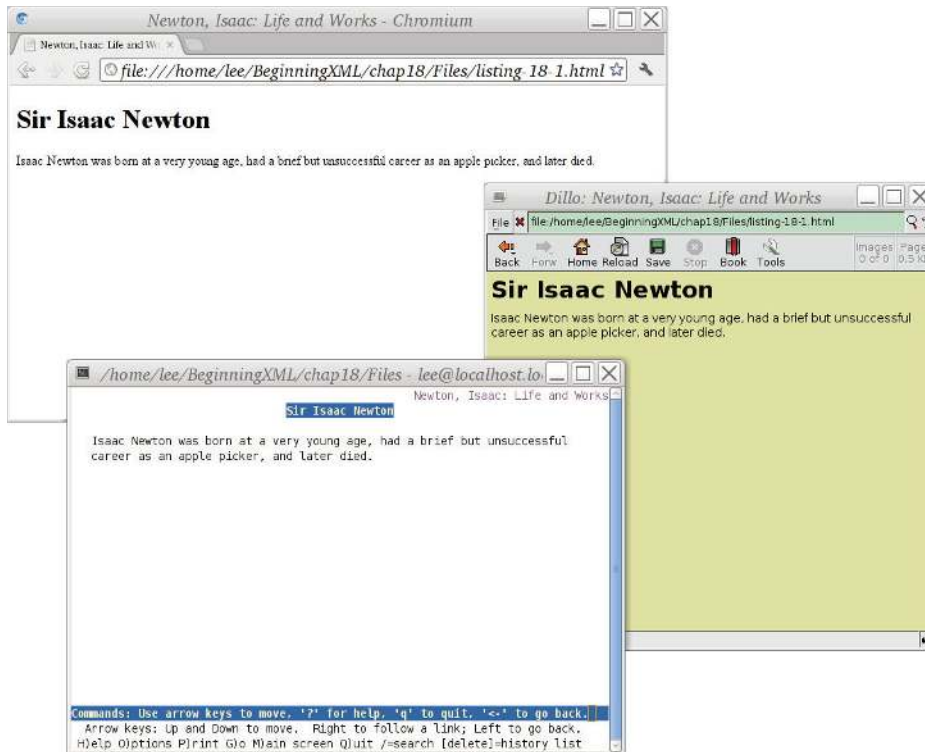 Newton, Isaac: Life and Works - Chromium
Newton, Isaac: Life and Wo
file:///home/lee/BeginningXML/chap18/Files/listing-18-1.html
Sir Isaac Newton
Isaac Newton was born at a very young age, had a brief but unsuccessful career as an apple picker, and later died.
Dillo: Newton, Isaac: Life and Works
File file:/home/lee/BeginningXML/chap18/Files/listing-18-1.html
Back Forw Home Reload Save Stop Book Tools
Images Page
0 of 0 0.5 K
Sir Isaac Newton
Isaac Newton was born at a very young age, had a brief but unsuccessful
career as an apple picker, and later died.
/home/lee/BeginningXML/chap18/Files - lee@localhost.lo
Newton, Isaac: Life and Works
Sir Isaac Newton
Isaac Newton was born at a very young age, had a brief but unsuccessful
career as an apple picker, and later died.
Commands: Use arrow keys to move, '?' for help, 'q' to quit, '<-' to go back.
Arrow keys: Up and Down to move. Right to follow a link; Left to go back.
H)elp O)ptions P)rint G)o M)ain screen Q)uit /=search [delete]=history list